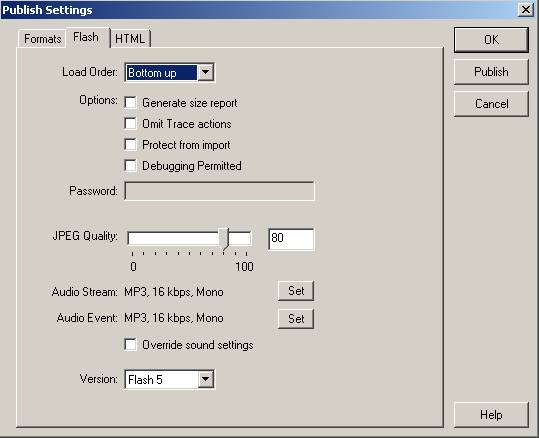 Publish Settings
Formats Flash HTML
OK
Load Order: Bottom up
Publish
Options: Generate size report
Cancel
Omit Trace actions
Protect from import
Debugging Permitted
Password:
JPEG Quality: 80
0 100
Audio Stream: MP3, 16 kbps, Mono Set
Audio Event: MP3, 16 kbps, Mono Set
Override sound settings
Version: Flash 5
Help